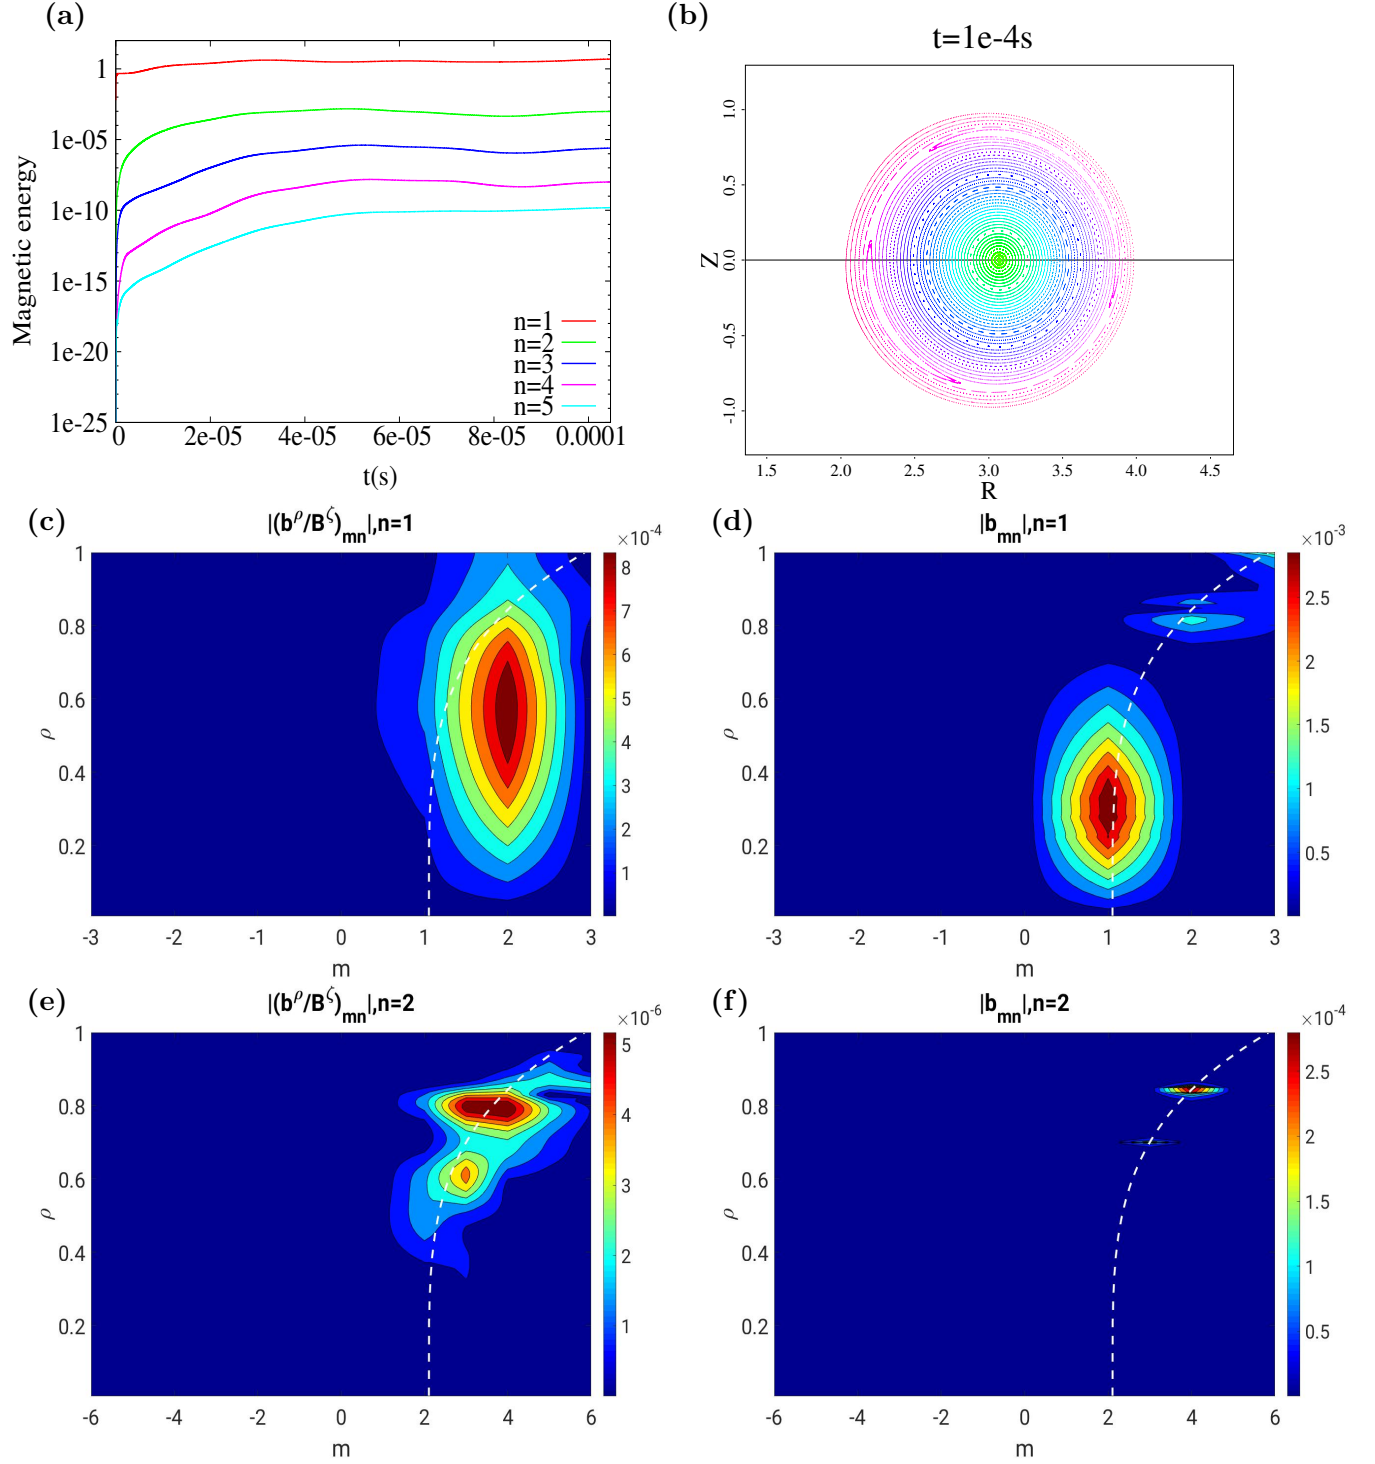 (a)
Magnetic energy
1
1e-05
1e-10
1e-15
1e-20
1e-25
n=1
n=2
n=3
n=4
n=5
0 2e-05 4e-05 6e-05 8e-05 0.0001
t(s)
(b)
t=1e-4s
Z
1.0
0.5
0.0
-0.5
-1.0
1.5 2.0 2.5 3.0 3.5 4.0 4.5
R
(c)
|(b^ρ/B^ζ)_mn|,n=1
×10^-4
ρ
1
0.8
0.6
0.4
0.2
-3 -2 -1 0 1 2 3
m
8
7
6
5
4
3
2
1
(d)
|b_mn|,n=1
×10^-3
ρ
1
0.8
0.6
0.4
0.2
-3 -2 -1 0 1 2 3
m
2.5
2
1.5
1
0.5
(e)
|(b^ρ/B^ζ)_mn|,n=2
×10^-6
ρ
1
0.8
0.6
0.4
0.2
-6 -4 -2 0 2 4 6
m
5
4
3
2
1
(f)
|b_mn|,n=2
×10^-4
ρ
1
0.8
0.6
0.4
0.2
-6 -4 -2 0 2 4 6
m
2.5
2
1.5
1
0.5